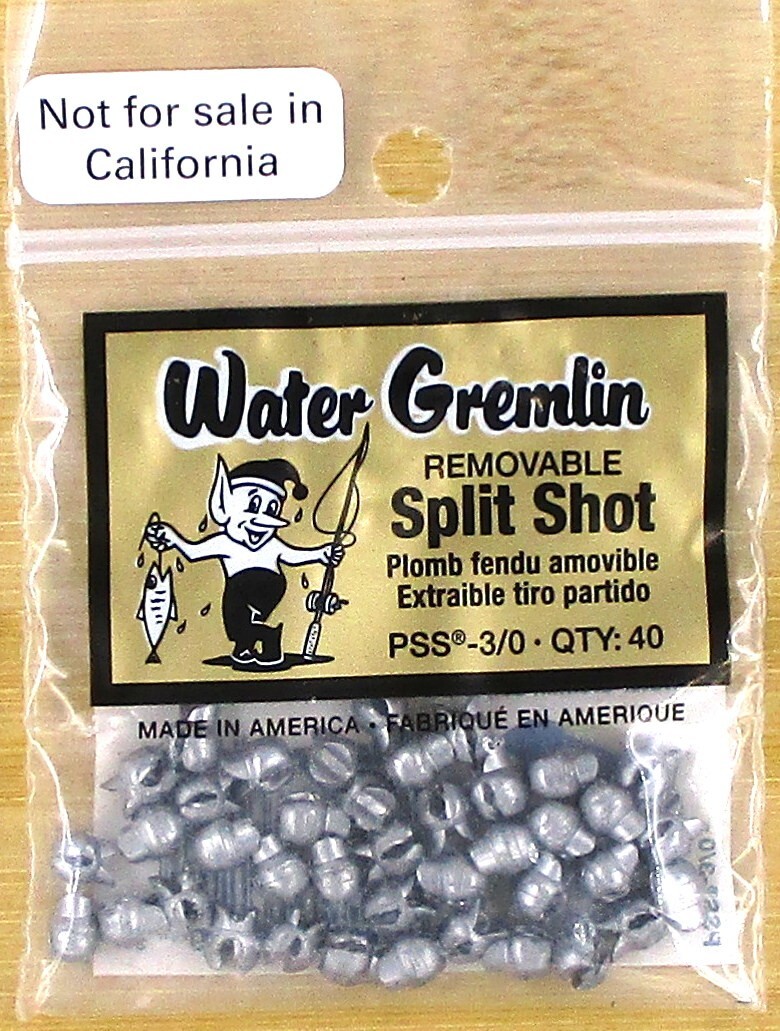 Not for sale in
California
Water Gremlin
REMOVABLE
Split Shot
Plomb fendu amovible
Extraible tiro partido
PSS®-3/0 · QTY: 40
MADE IN AMERICA • FABRIQUÉ EN AMERIQUE